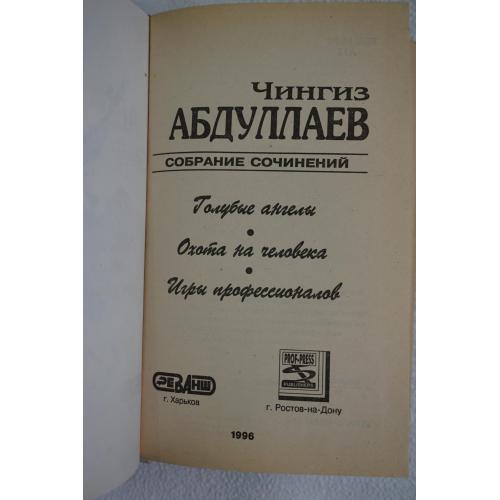 Чингиз
АБДУЛЛАЕВ
СОБРАНИЕ СОЧИНЕНИЙ
Голубые ангелы
•
Охота на человека
•
Игры профессионалов
РЕВАНШ
г. Харьков
PROF-PRESS
PUBLISHERS
г. Ростов-на-Дону
1996